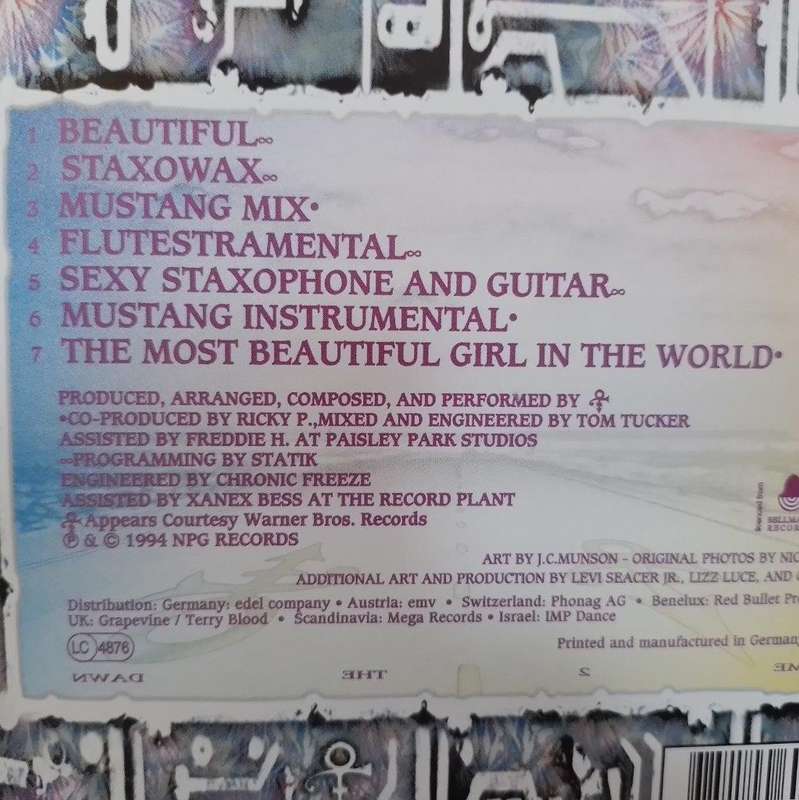 1 BEAUTIFUL∞
2 STAXOWAX∞
3 MUSTANG MIX•
4 FLUTESTRAMENTAL∞
5 SEXY STAXOPHONE AND GUITAR∞
6 MUSTANG INSTRUMENTAL•
7 THE MOST BEAUTIFUL GIRL IN THE WORLD•
PRODUCED, ARRANGED, COMPOSED, AND PERFORMED BY
•CO-PRODUCED BY RICKY P.,MIXED AND ENGINEERED BY TOM TUCKER
ASSISTED BY FREDDIE H. AT PAISLEY PARK STUDIOS
∞PROGRAMMING BY STATIK
ENGINEERED BY CHRONIC FREEZE
ASSISTED BY XANEX BESS AT THE RECORD PLANT
Appears Courtesy Warner Bros. Records
℗ & © 1994 NPG RECORDS
licensed from
ART BY J.C.MUNSON - ORIGINAL PHOTOS BY
ADDITIONAL ART AND PRODUCTION BY LEVI SEACER JR., LIZZ LUCE, AND
Distribution: Germany: edel company • Austria: emv • Switzerland: Phonag AG • Benelux: Red Bullet
UK: Grapevine / Terry Blood • Scandinavia: Mega Records • Israel: IMP Dance
LC 4876
Printed and manufactured in German
DAWN THE 2